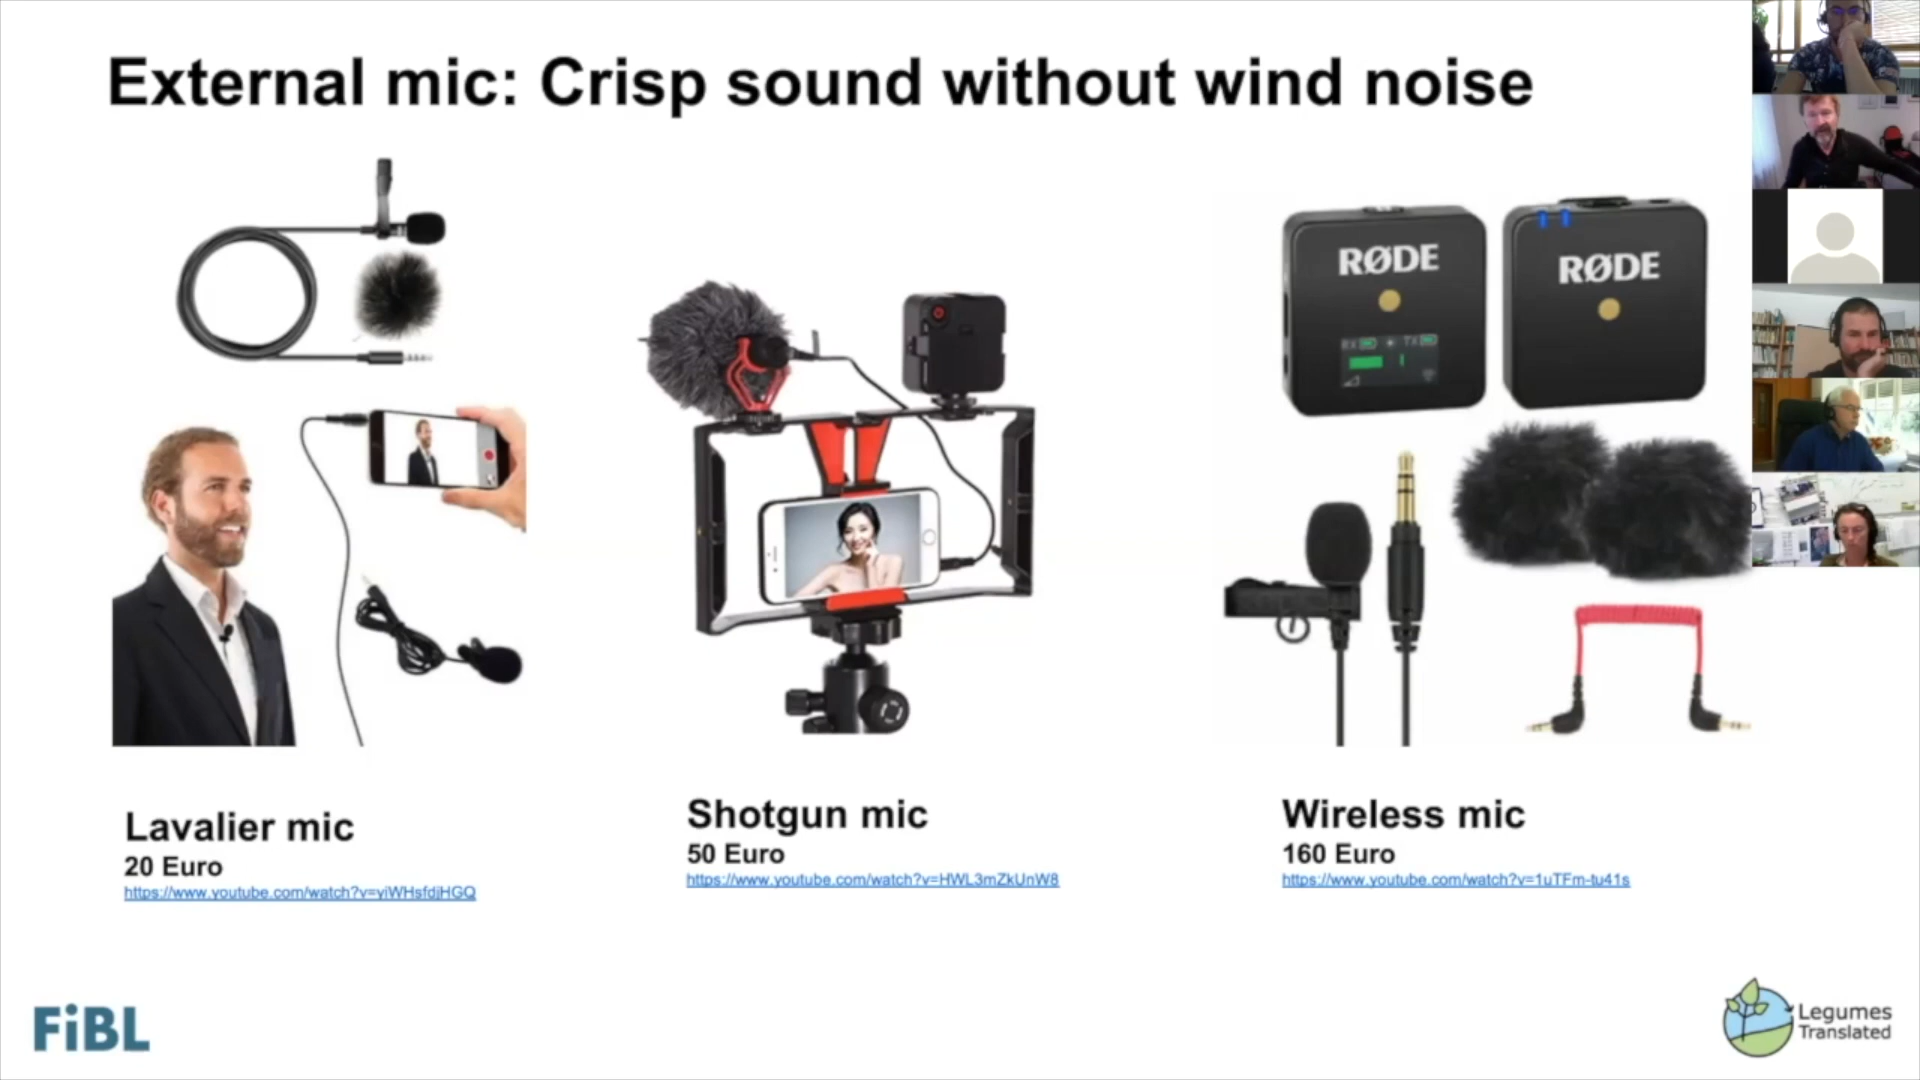 External mic: Crisp sound without wind noise
RØDE
RØDE
RX
TX
Lavalier mic
20 Euro
https://www.youtube.com/watch?v=yiWHsfdjHGQ
Shotgun mic
50 Euro
https://www.youtube.com/watch?v=HWL3mZkUnW8
Wireless mic
160 Euro
https://www.youtube.com/watch?v=1uTFm-tu41s
FiBL
Legumes
Translated